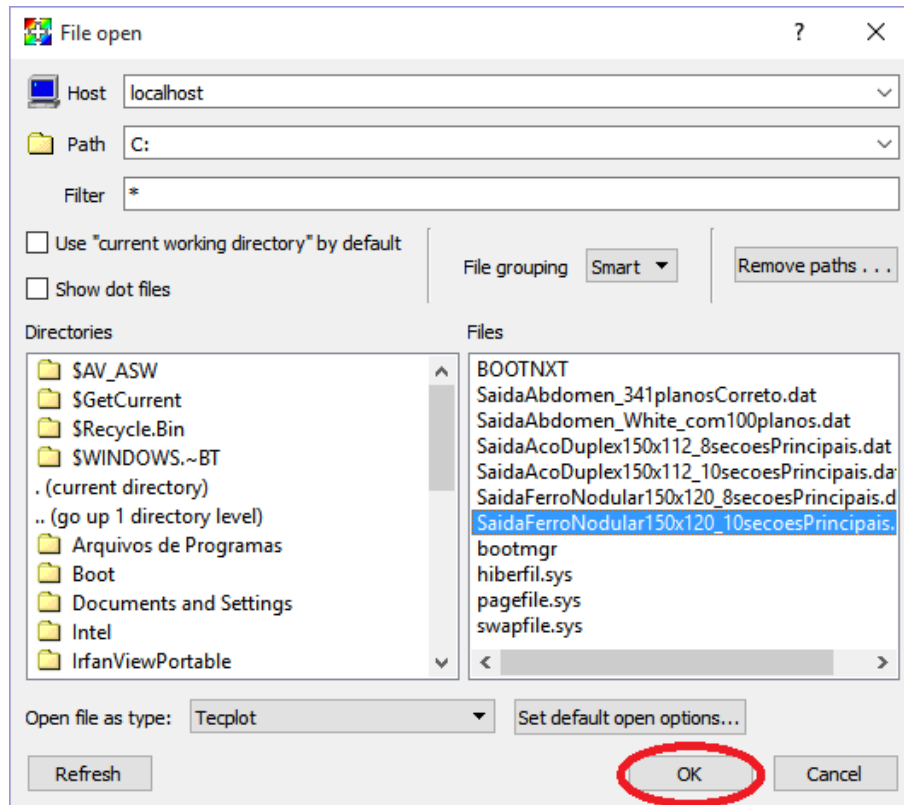 File open
Host localhost
Path C:
Filter *
Use "current working directory" by default
Show dot files
File grouping Smart
Remove paths . . .
Directories
$AV_ASW
$GetCurrent
$Recycle.Bin
$WINDOWS.~BT
. (current directory)
.. (go up 1 directory level)
Arquivos de Programas
Boot
Documents and Settings
Intel
IrfanViewPortable
Files
BOOTNXT
SaidaAbdomen_341planosCorreto.dat
SaidaAbdomen_White_com100planos.dat
SaidaAcoDuplex150x112_8secoesPrincipais.dat
SaidaAcoDuplex150x112_10secoesPrincipais.dat
SaidaFerroNodular150x120_8secoesPrincipais.d
SaidaFerroNodular150x120_10secoesPrincipais.
bootmgr
hiberfil.sys
pagefile.sys
swapfile.sys
Open file as type: Tecplot
Set default open options...
Refresh
OK
Cancel